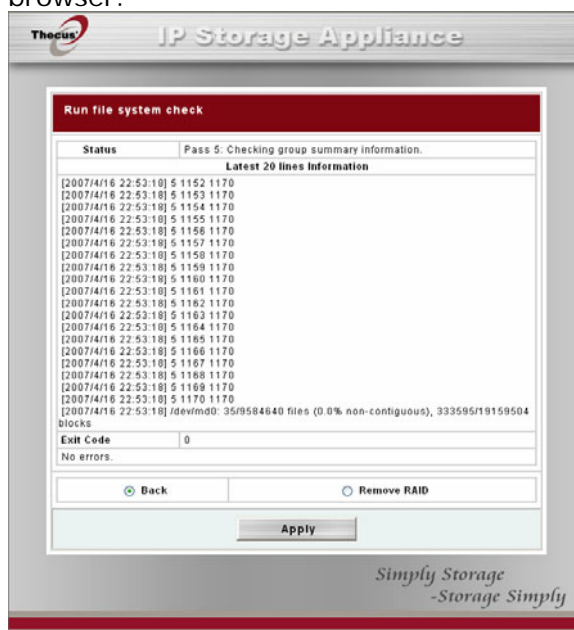 browser.
Thecus
IP Storage Appliance
Run file system check
Status Pass 5: Checking group summary information.
Latest 20 lines Information
[2007/4/16 22:53:18] 5 1152 1170
[2007/4/16 22:53:18] 5 1153 1170
[2007/4/16 22:53:18] 5 1154 1170
[2007/4/16 22:53:18] 5 1155 1170
[2007/4/16 22:53:18] 5 1156 1170
[2007/4/16 22:53:18] 5 1157 1170
[2007/4/16 22:53:18] 5 1158 1170
[2007/4/16 22:53:18] 5 1159 1170
[2007/4/16 22:53:18] 5 1160 1170
[2007/4/16 22:53:18] 5 1161 1170
[2007/4/16 22:53:18] 5 1162 1170
[2007/4/16 22:53:18] 5 1163 1170
[2007/4/16 22:53:18] 5 1164 1170
[2007/4/16 22:53:18] 5 1165 1170
[2007/4/16 22:53:18] 5 1166 1170
[2007/4/16 22:53:18] 5 1167 1170
[2007/4/16 22:53:18] 5 1168 1170
[2007/4/16 22:53:18] 5 1169 1170
[2007/4/16 22:53:18] 5 1170 1170
[2007/4/16 22:53:18] /dev/md0: 35/9584640 files (0.0% non-contiguous), 333595/19159504
blocks
Exit Code 0
No errors.
Back Remove RAID
Apply
Simply Storage
-Storage Simply